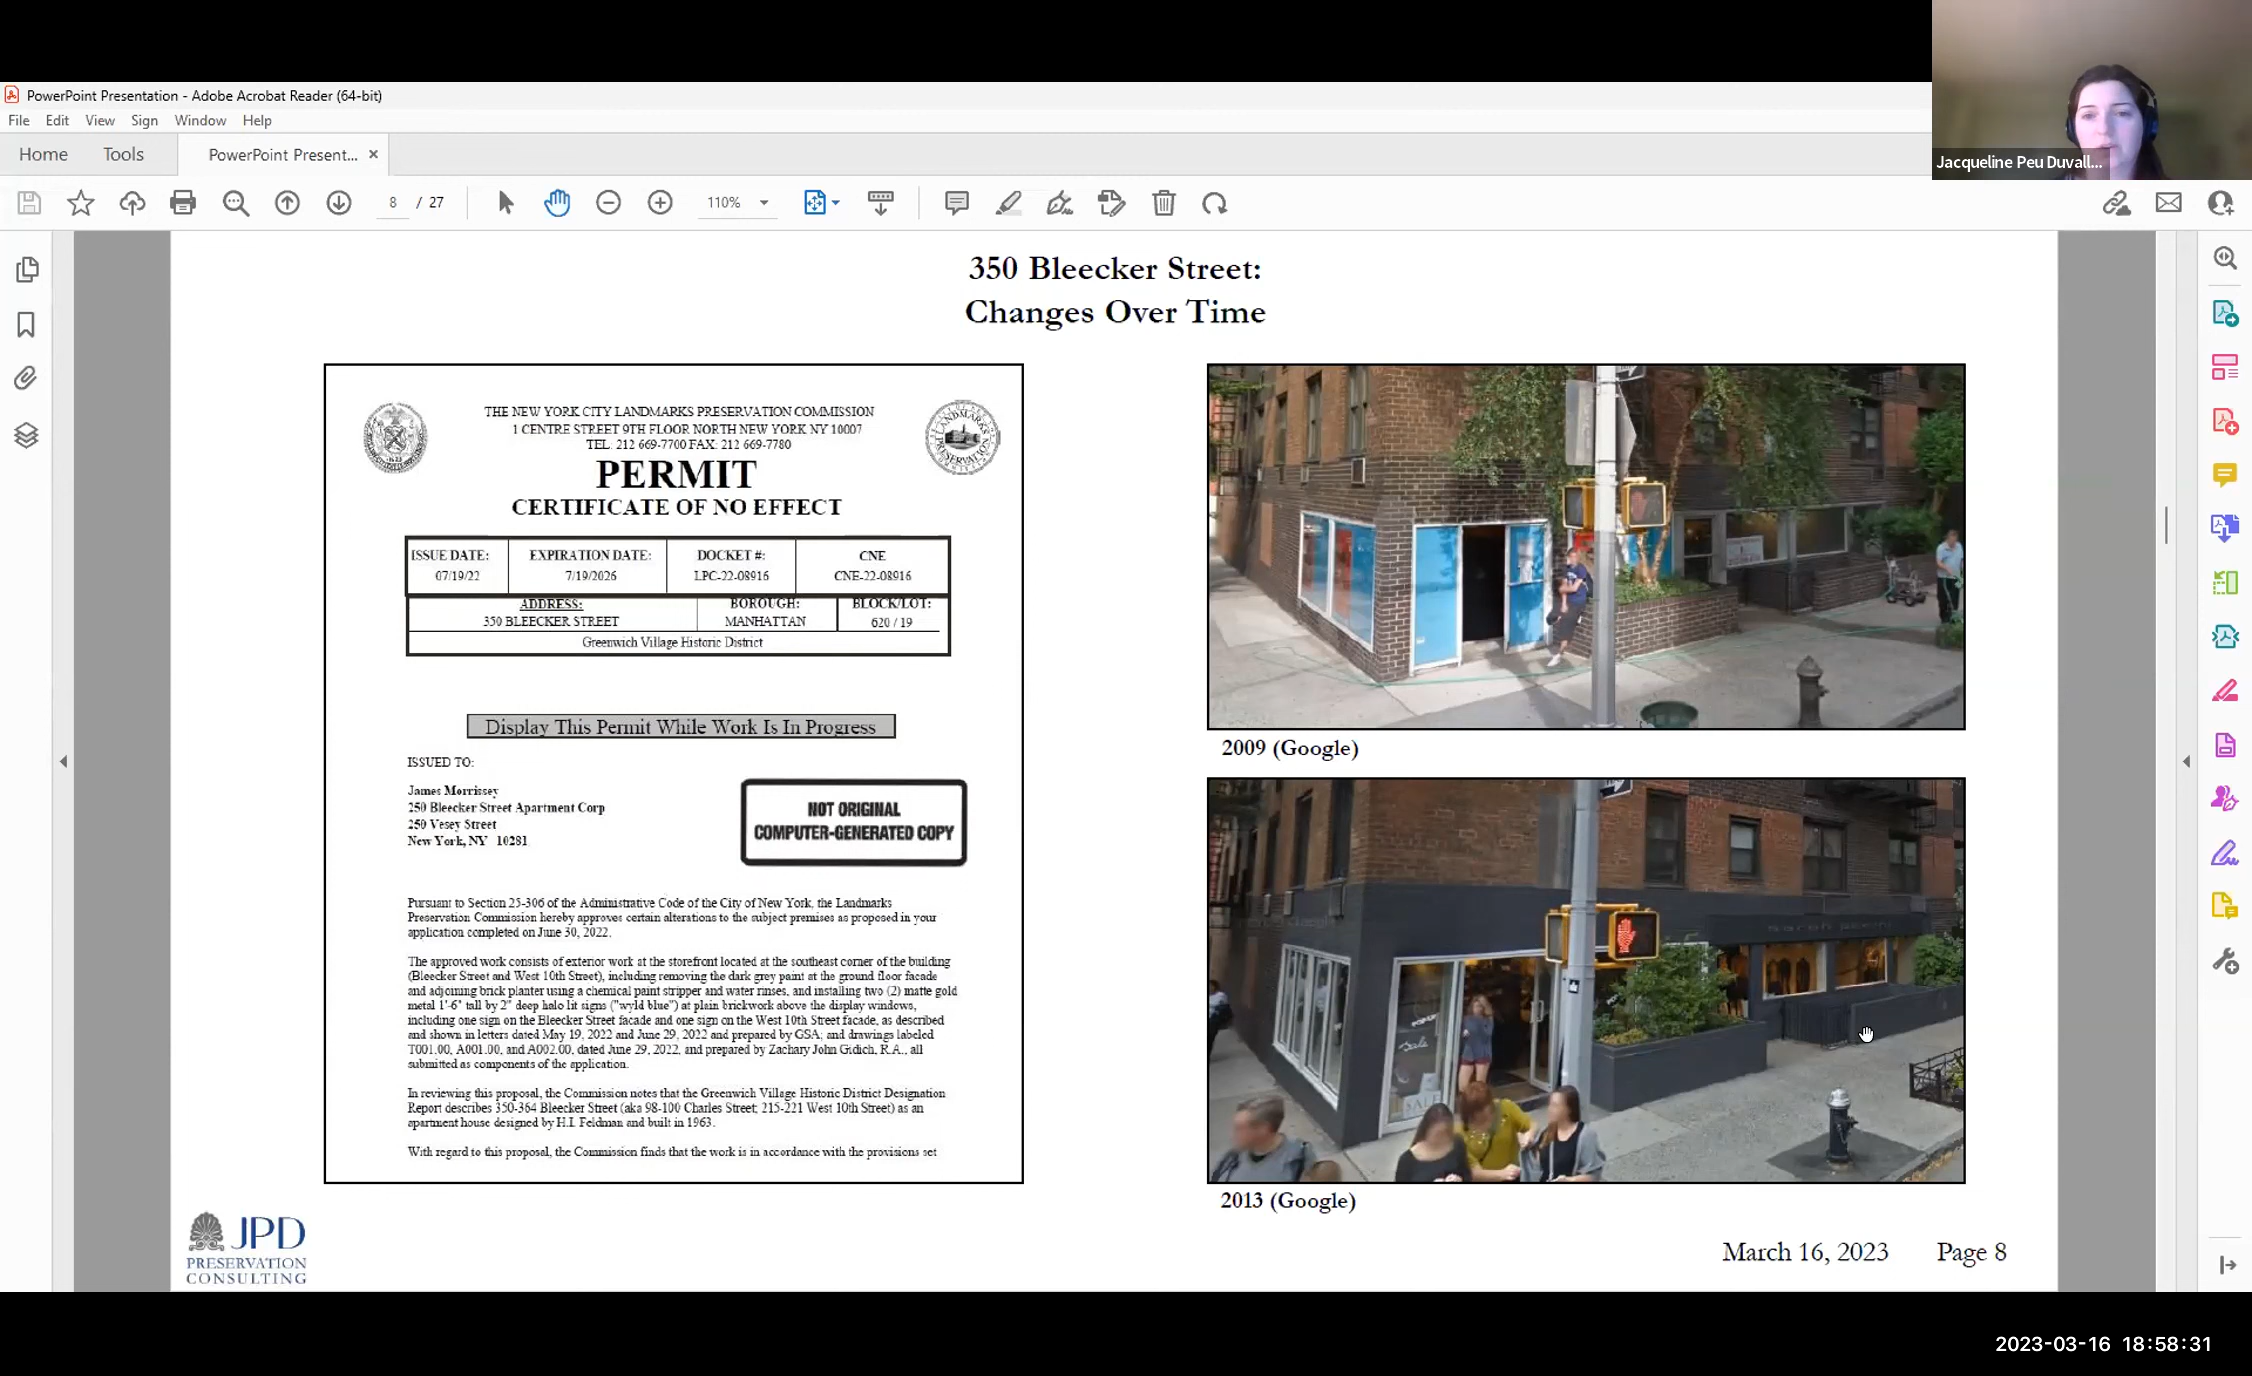 PowerPoint Presentation - Adobe Acrobat Reader (64-bit)
File Edit View Sign Window Help
Home Tools PowerPoint Present... ×
8 / 27 110%
Jacqueline Peu Duvall...
350 Bleecker Street:
Changes Over Time
THE NEW YORK CITY LANDMARKS PRESERVATION COMMISSION
1 CENTRE STREET 9TH FLOOR NORTH NEW YORK NY 10007
TEL: 212 669-7700 FAX: 212 669-7780
PERMIT
CERTIFICATE OF NO EFFECT
ISSUE DATE: EXPIRATION DATE: DOCKET #: CNE
07/19/22 7/19/2026 LPC-22-08916 CNE-22-08916
ADDRESS: BOROUGH: BLOCK/LOT:
350 BLEECKER STREET MANHATTAN 620 / 19
Greenwich Village Historic District
Display This Permit While Work Is In Progress
ISSUED TO:
James Morrissey
250 Bleecker Street Apartment Corp
250 Vesey Street
New York, NY 10281
NOT ORIGINAL
COMPUTER-GENERATED COPY
Pursuant to Section 25-306 of the Administrative Code of the City of New York, the Landmarks
Preservation Commission hereby approves certain alterations to the subject premises as proposed in your
application completed on June 30, 2022.
The approved work consists of exterior work at the storefront located at the southeast corner of the building
(Bleecker Street and West 10th Street), including removing the dark grey paint at the ground floor facade
and adjoining brick planter using a chemical paint stripper and water rinses, and installing two (2) matte gold
metal 1'-6" tall by 2" deep halo lit signs ("wyld blue") at plain brickwork above the display windows,
including one sign on the Bleecker Street facade and one sign on the West 10th Street facade, as described
and shown in letters dated May 19, 2022 and June 29, 2022 and prepared by GSA; and drawings labeled
T001.00, A001.00, and A002.00, dated June 29, 2022, and prepared by Zachary John Gidich, R.A., all
submitted as components of the application.
In reviewing this proposal, the Commission notes that the Greenwich Village Historic District Designation
Report describes 350-364 Bleecker Street (aka 98-100 Charles Street; 215-221 West 10th Street) as an
apartment house designed by H.I. Feldman and built in 1963.
With regard to this proposal, the Commission finds that the work is in accordance with the provisions set
2009 (Google)
sale
SALE
2013 (Google)
JPD
PRESERVATION
CONSULTING
March 16, 2023 Page 8
2023-03-16 18:58:31